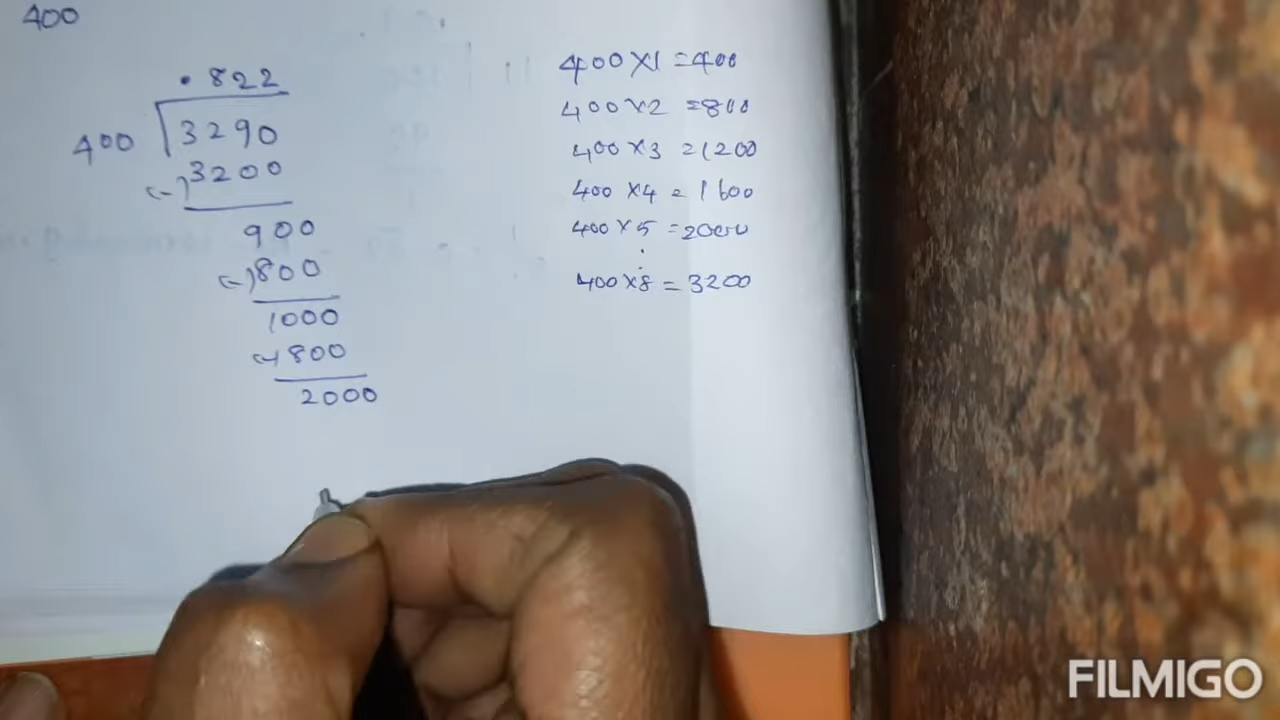 400
.822
400 3290
(-)3200
900
(-)800
1000
(-)800
2000
400 × 1 = 400
400 × 2 = 800
400 × 3 = 1200
400 × 4 = 1600
400 × 5 = 2000
:
400 × 8 = 3200
FILMIGO